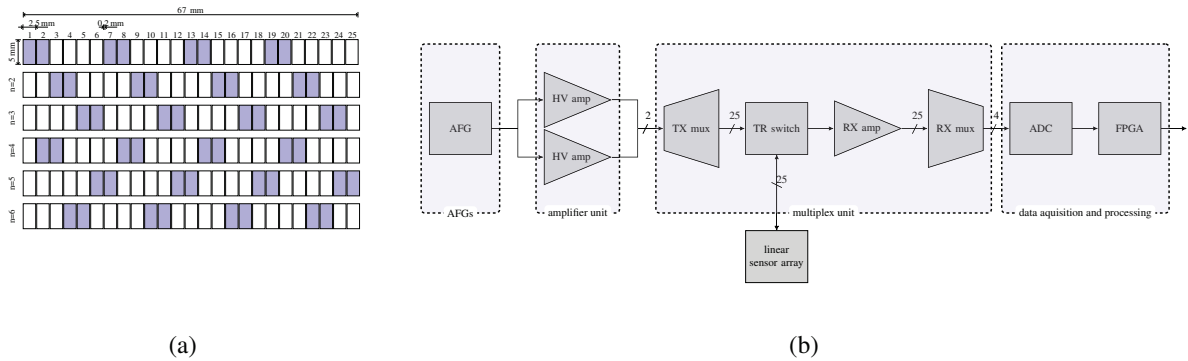 67 mm
2.5 mm 0.2 mm
1 2 3 4 5 6 7 8 9 10 11 12 13 14 15 16 17 18 19 20 21 22 23 24 25
5 mm
n=2
n=3
n=4
n=5
n=6
(a)
AFG
HV amp
HV amp
2
TX mux
25
TR switch
25
RX amp
25
RX mux
4
ADC
FPGA
linear
sensor array
AFGs
amplifier unit
multiplex unit
data aquisition and processing
(b)